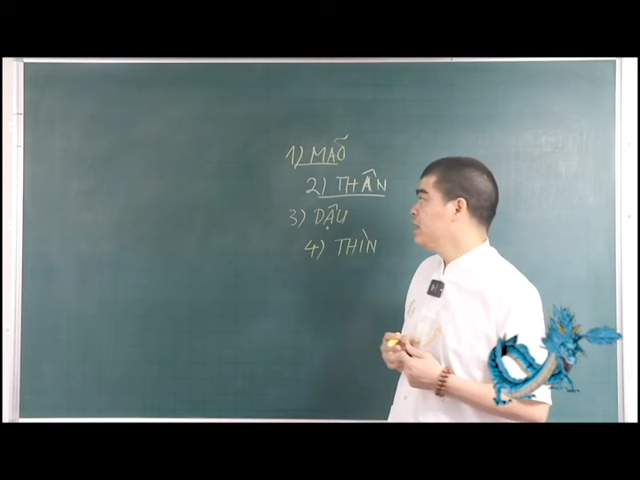 1) MÃO
2) THÂN
3) DẬU
4) THÌN